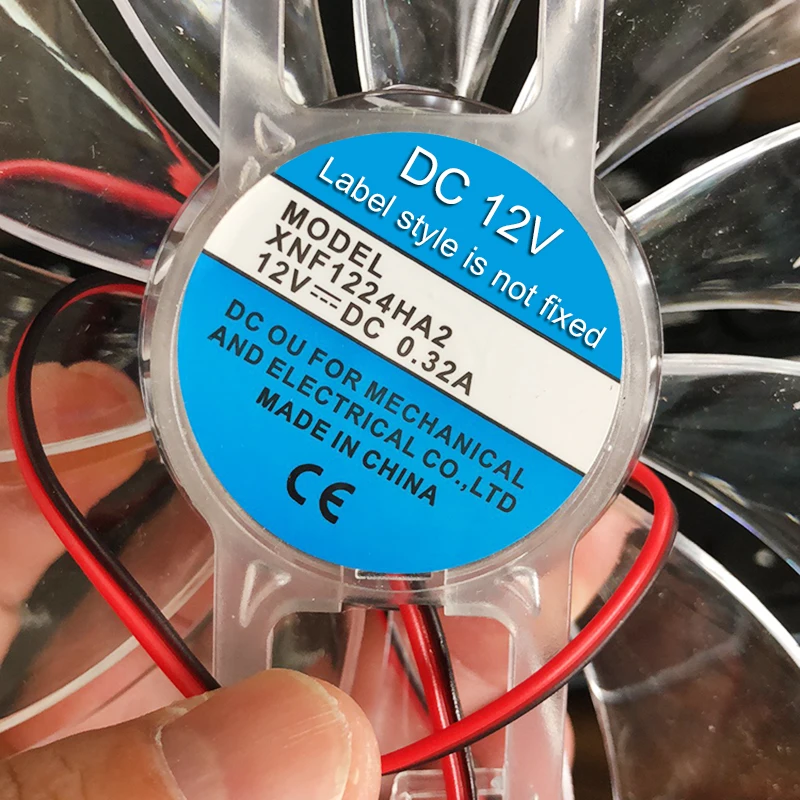 DC 12V
Label style is not fixed
MODEL
XNF1224HA2
12V⎓DC 0.32A
DC OU FOR MECHANICAL
AND ELECTRICAL CO.,LTD
MADE IN CHINA
CE